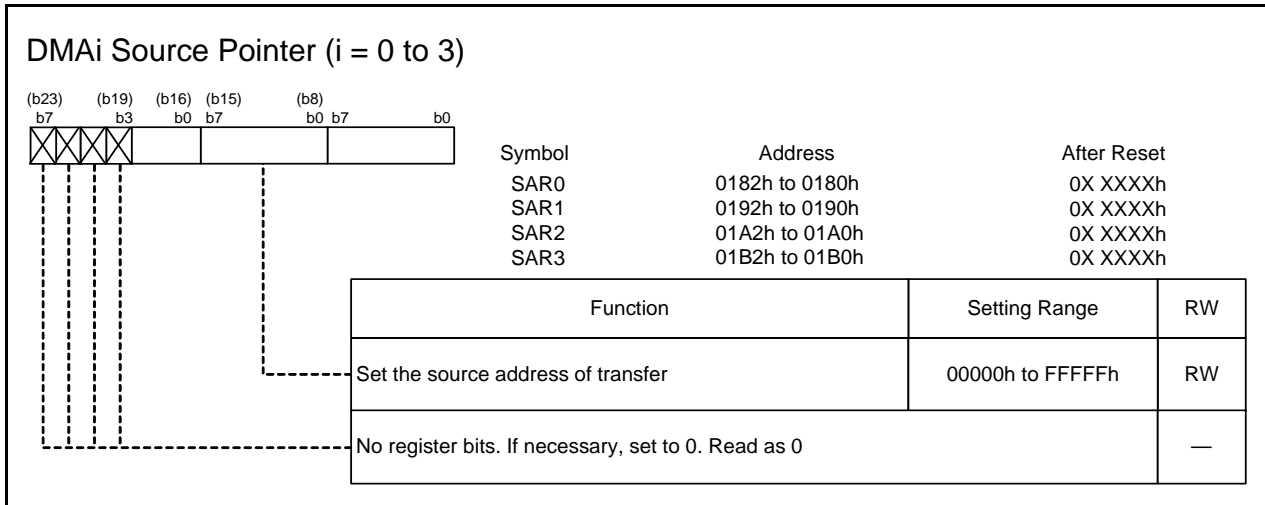 DMAi Source Pointer (i = 0 to 3)
(b23) (b19) (b16) (b15) (b8)
b7 b3 b0 b7 b0 b7 b0
Symbol Address After Reset
SAR0 0182h to 0180h 0X XXXXh
SAR1 0192h to 0190h 0X XXXXh
SAR2 01A2h to 01A0h 0X XXXXh
SAR3 01B2h to 01B0h 0X XXXXh
Function Setting Range RW
Set the source address of transfer 00000h to FFFFFh RW
No register bits. If necessary, set to 0. Read as 0 —